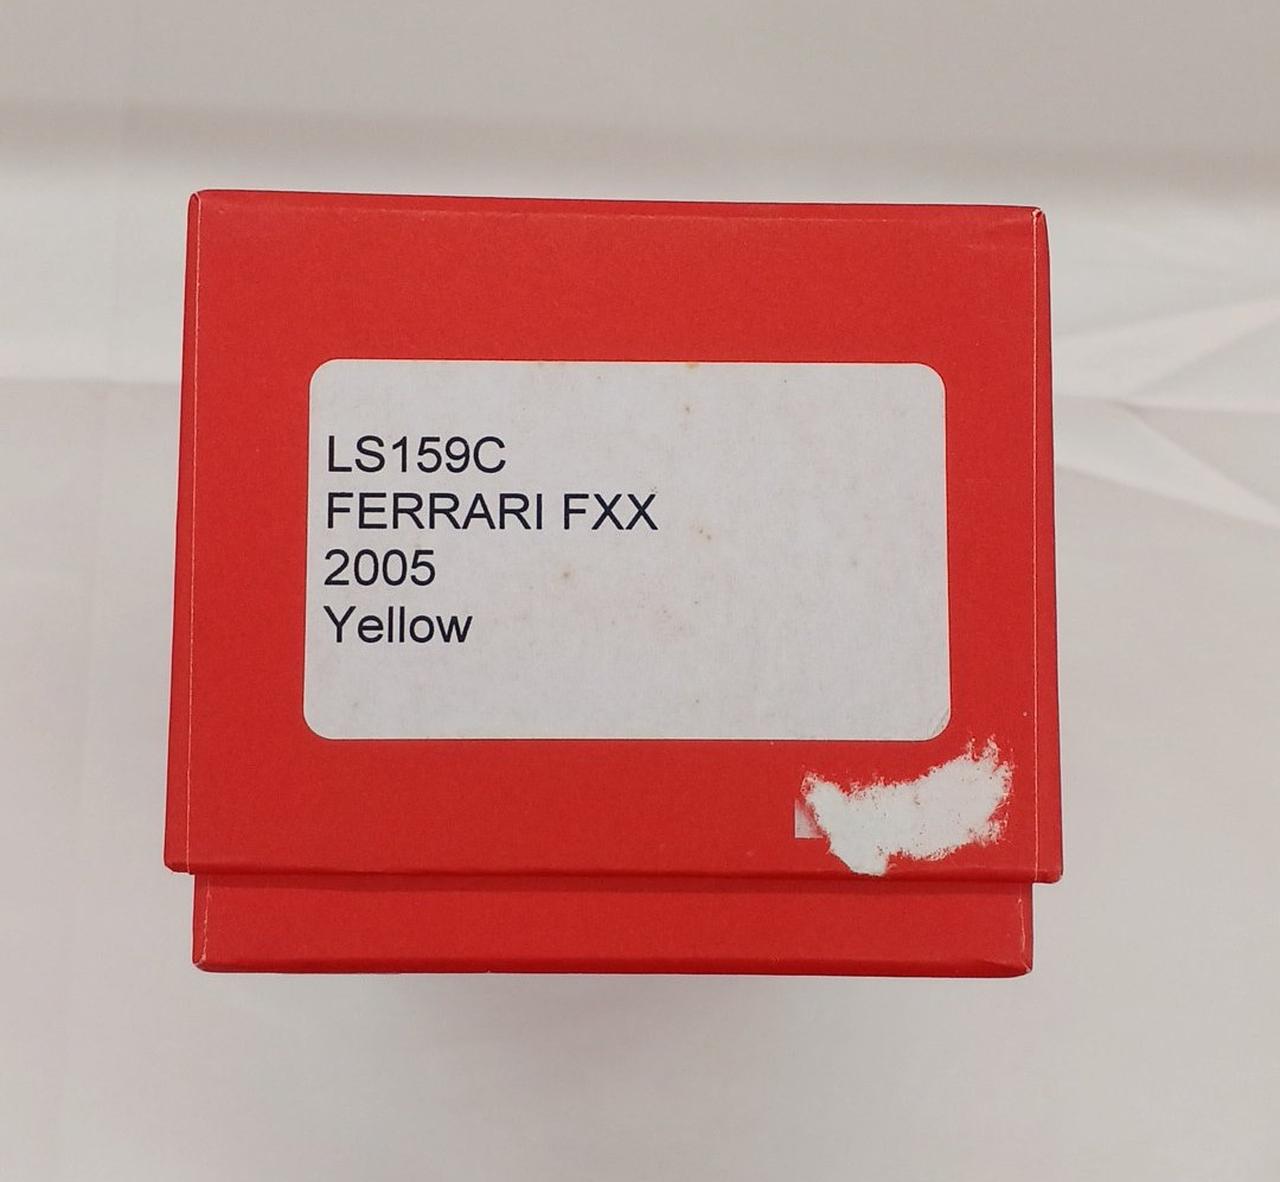 LS159C
FERRARI FXX
2005
Yellow